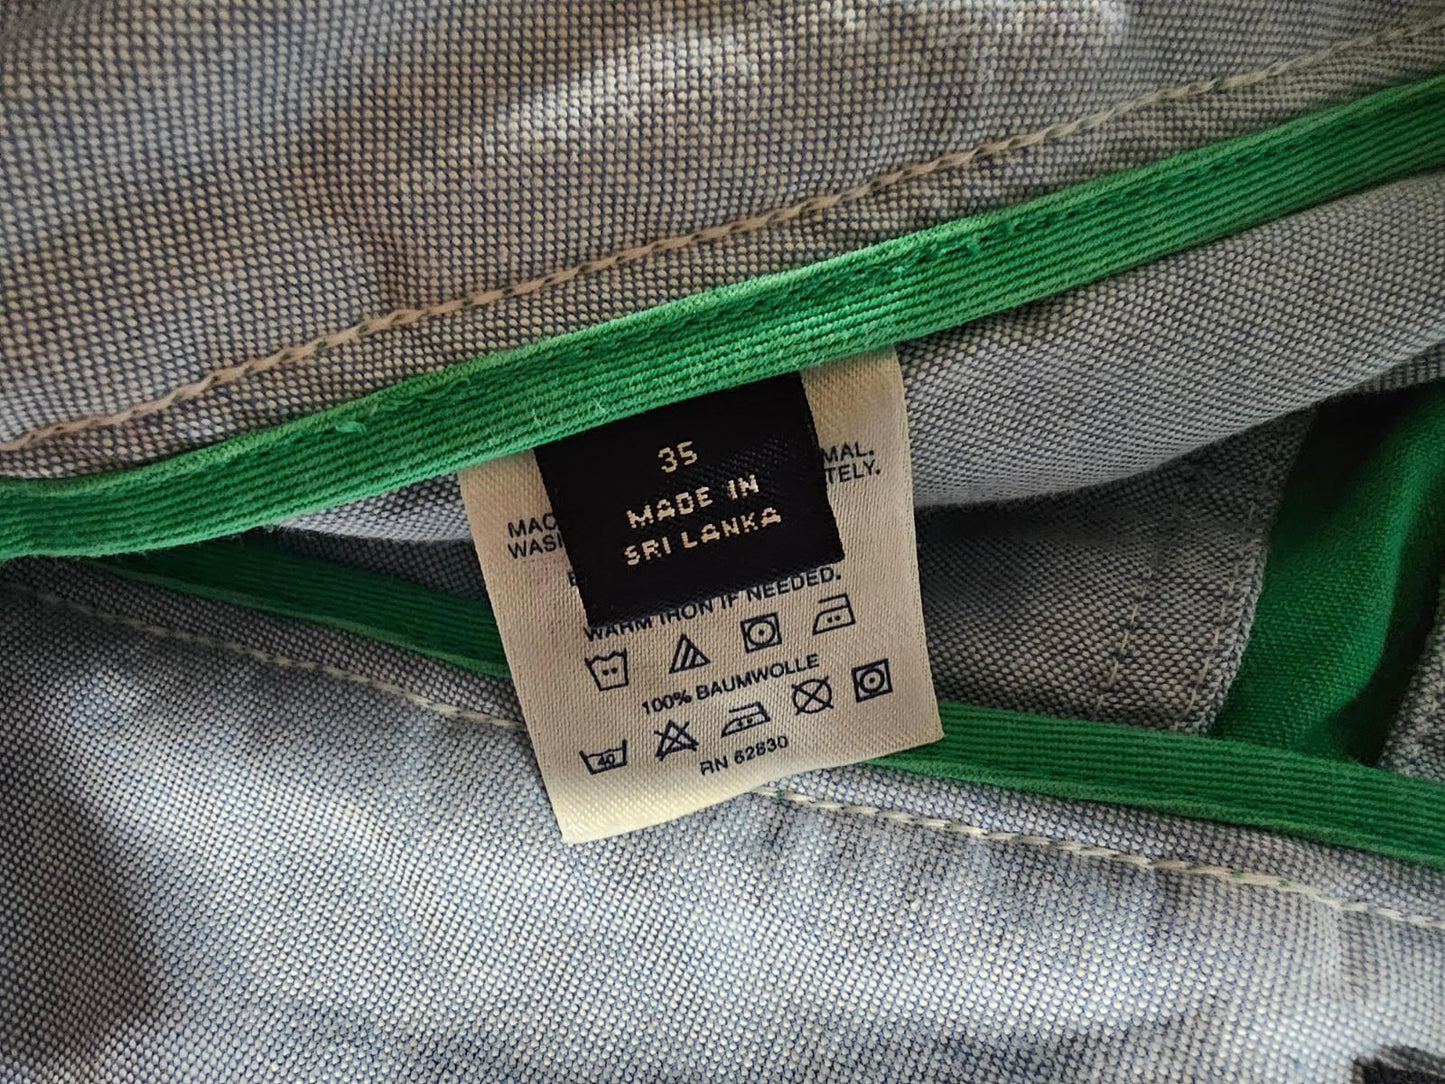 35
MADE IN
SRI LANKA
MAL.
TELY.
MAC
WAS
WARM IRON IF NEEDED.
100% BAUMWOLLE
40
RN 62830